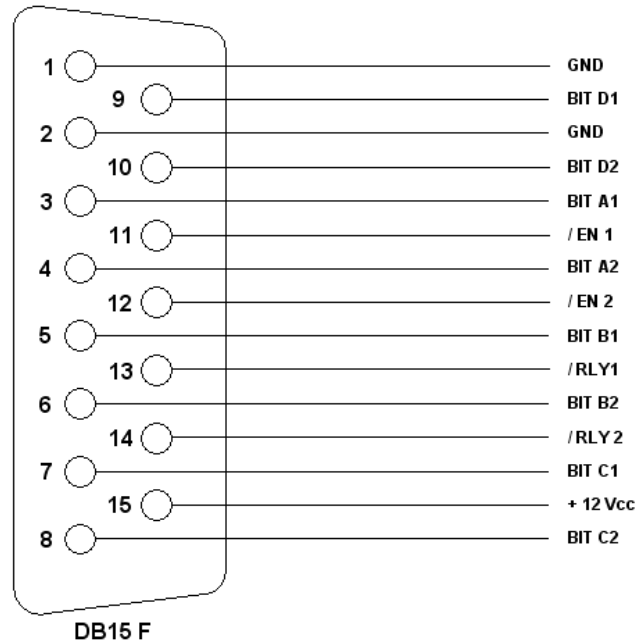 1 GND
9 BIT D1
2 GND
10 BIT D2
3 BIT A1
11 / EN 1
4 BIT A2
12 / EN 2
5 BIT B1
13 / RLY1
6 BIT B2
14 / RLY 2
7 BIT C1
15 + 12 Vcc
8 BIT C2
DB15 F